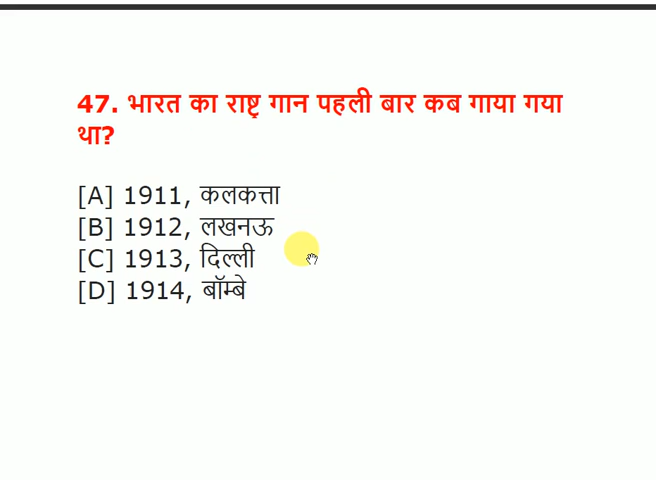 47. भारत का राष्ट्र गान पहली बार कब गाया गया
था?
[A] 1911, कलकत्ता
[B] 1912, लखनऊ
[C] 1913, दिल्ली
[D] 1914, बॉम्बे